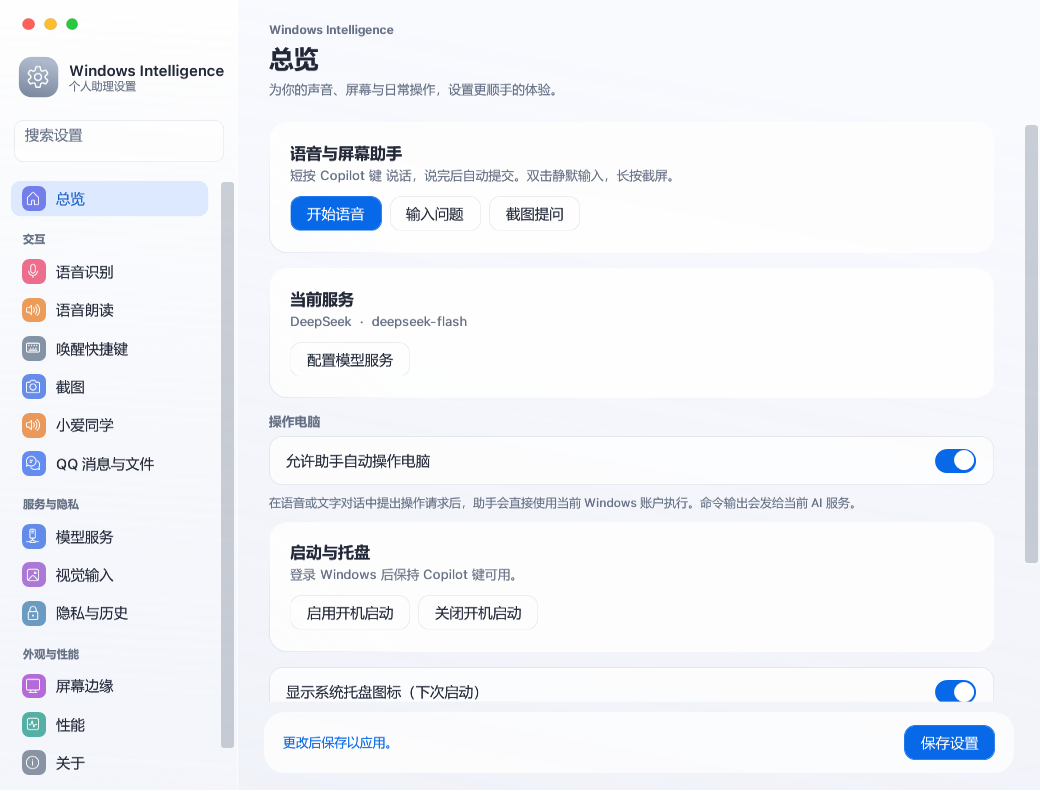 Windows Intelligence
个人助理设置
搜索设置
总览
交互
语音识别
语音朗读
唤醒快捷键
截图
小爱同学
QQ 消息与文件
服务与隐私
模型服务
视觉输入
隐私与历史
外观与性能
屏幕边缘
性能
关于
Windows Intelligence
总览
为你的声音、屏幕与日常操作，设置更顺手的体验。
语音与屏幕助手
短按 Copilot 键 说话，说完后自动提交。双击静默输入，长按截屏。
开始语音 输入问题 截图提问
当前服务
DeepSeek · deepseek-flash
配置模型服务
操作电脑
允许助手自动操作电脑
在语音或文字对话中提出操作请求后，助手会直接使用当前 Windows 账户执行。命令输出会发给当前 AI 服务。
启动与托盘
登录 Windows 后保持 Copilot 键可用。
启用开机启动 关闭开机启动
显示系统托盘图标（下次启动）
更改后保存以应用。
保存设置